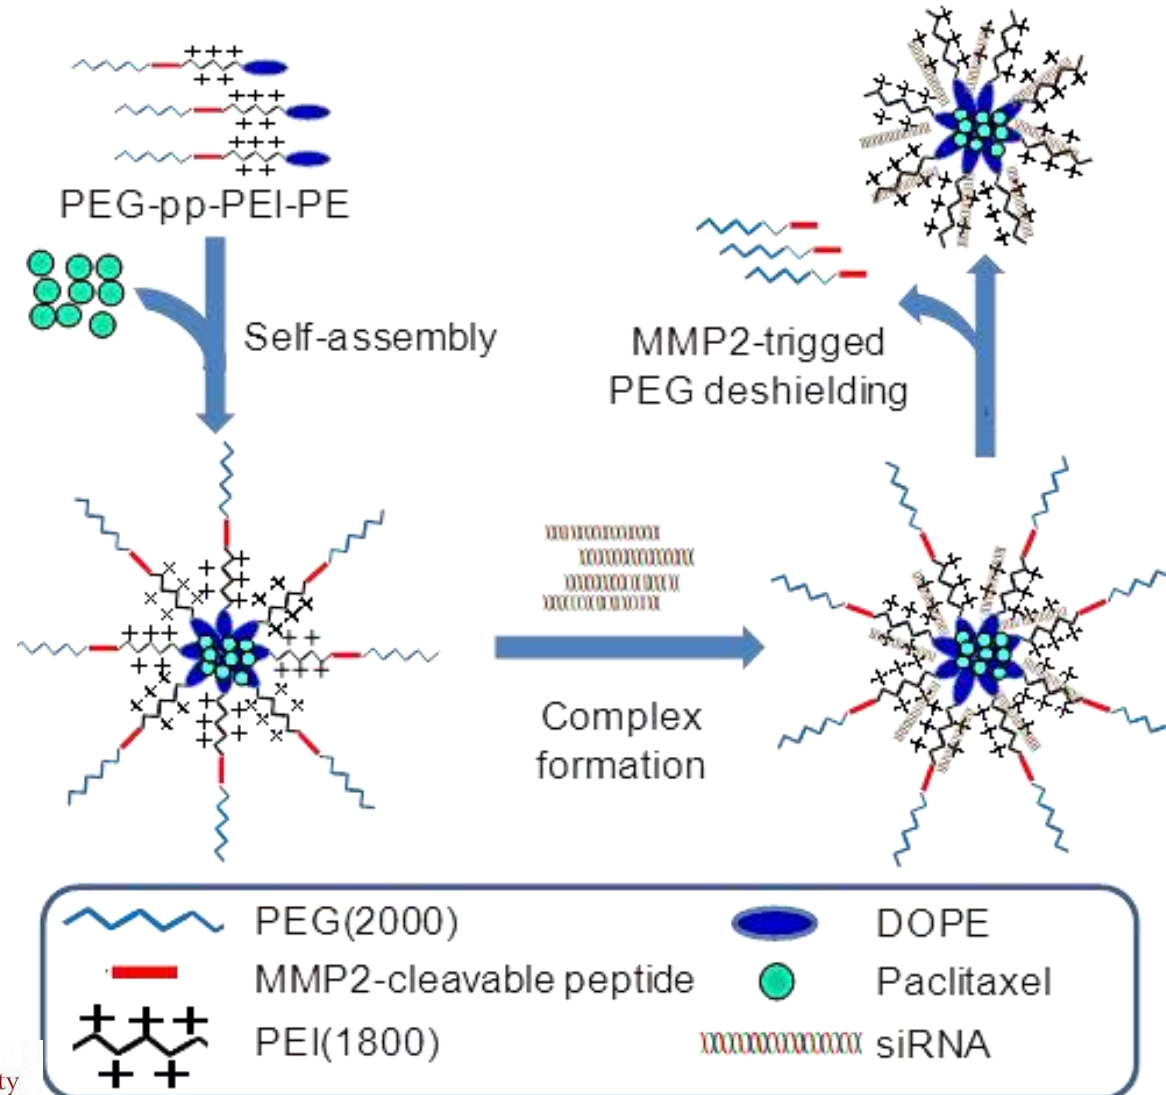 PEG-pp-PEI-PE
Self-assembly
MMP2-trigged
PEG deshielding
Complex
formation
PEG(2000)
DOPE
MMP2-cleavable peptide
Paclitaxel
PEI(1800)
siRNA
ty